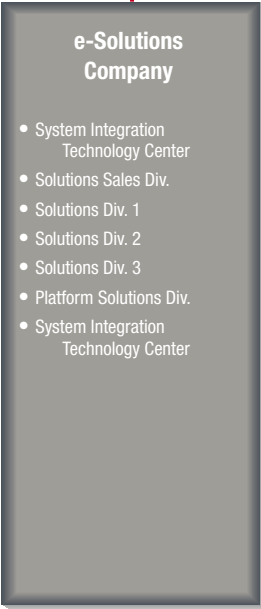 e-Solutions
Company
• System Integration
Technology Center
• Solutions Sales Div.
• Solutions Div. 1
• Solutions Div. 2
• Solutions Div. 3
• Platform Solutions Div.
• System Integration
Technology Center